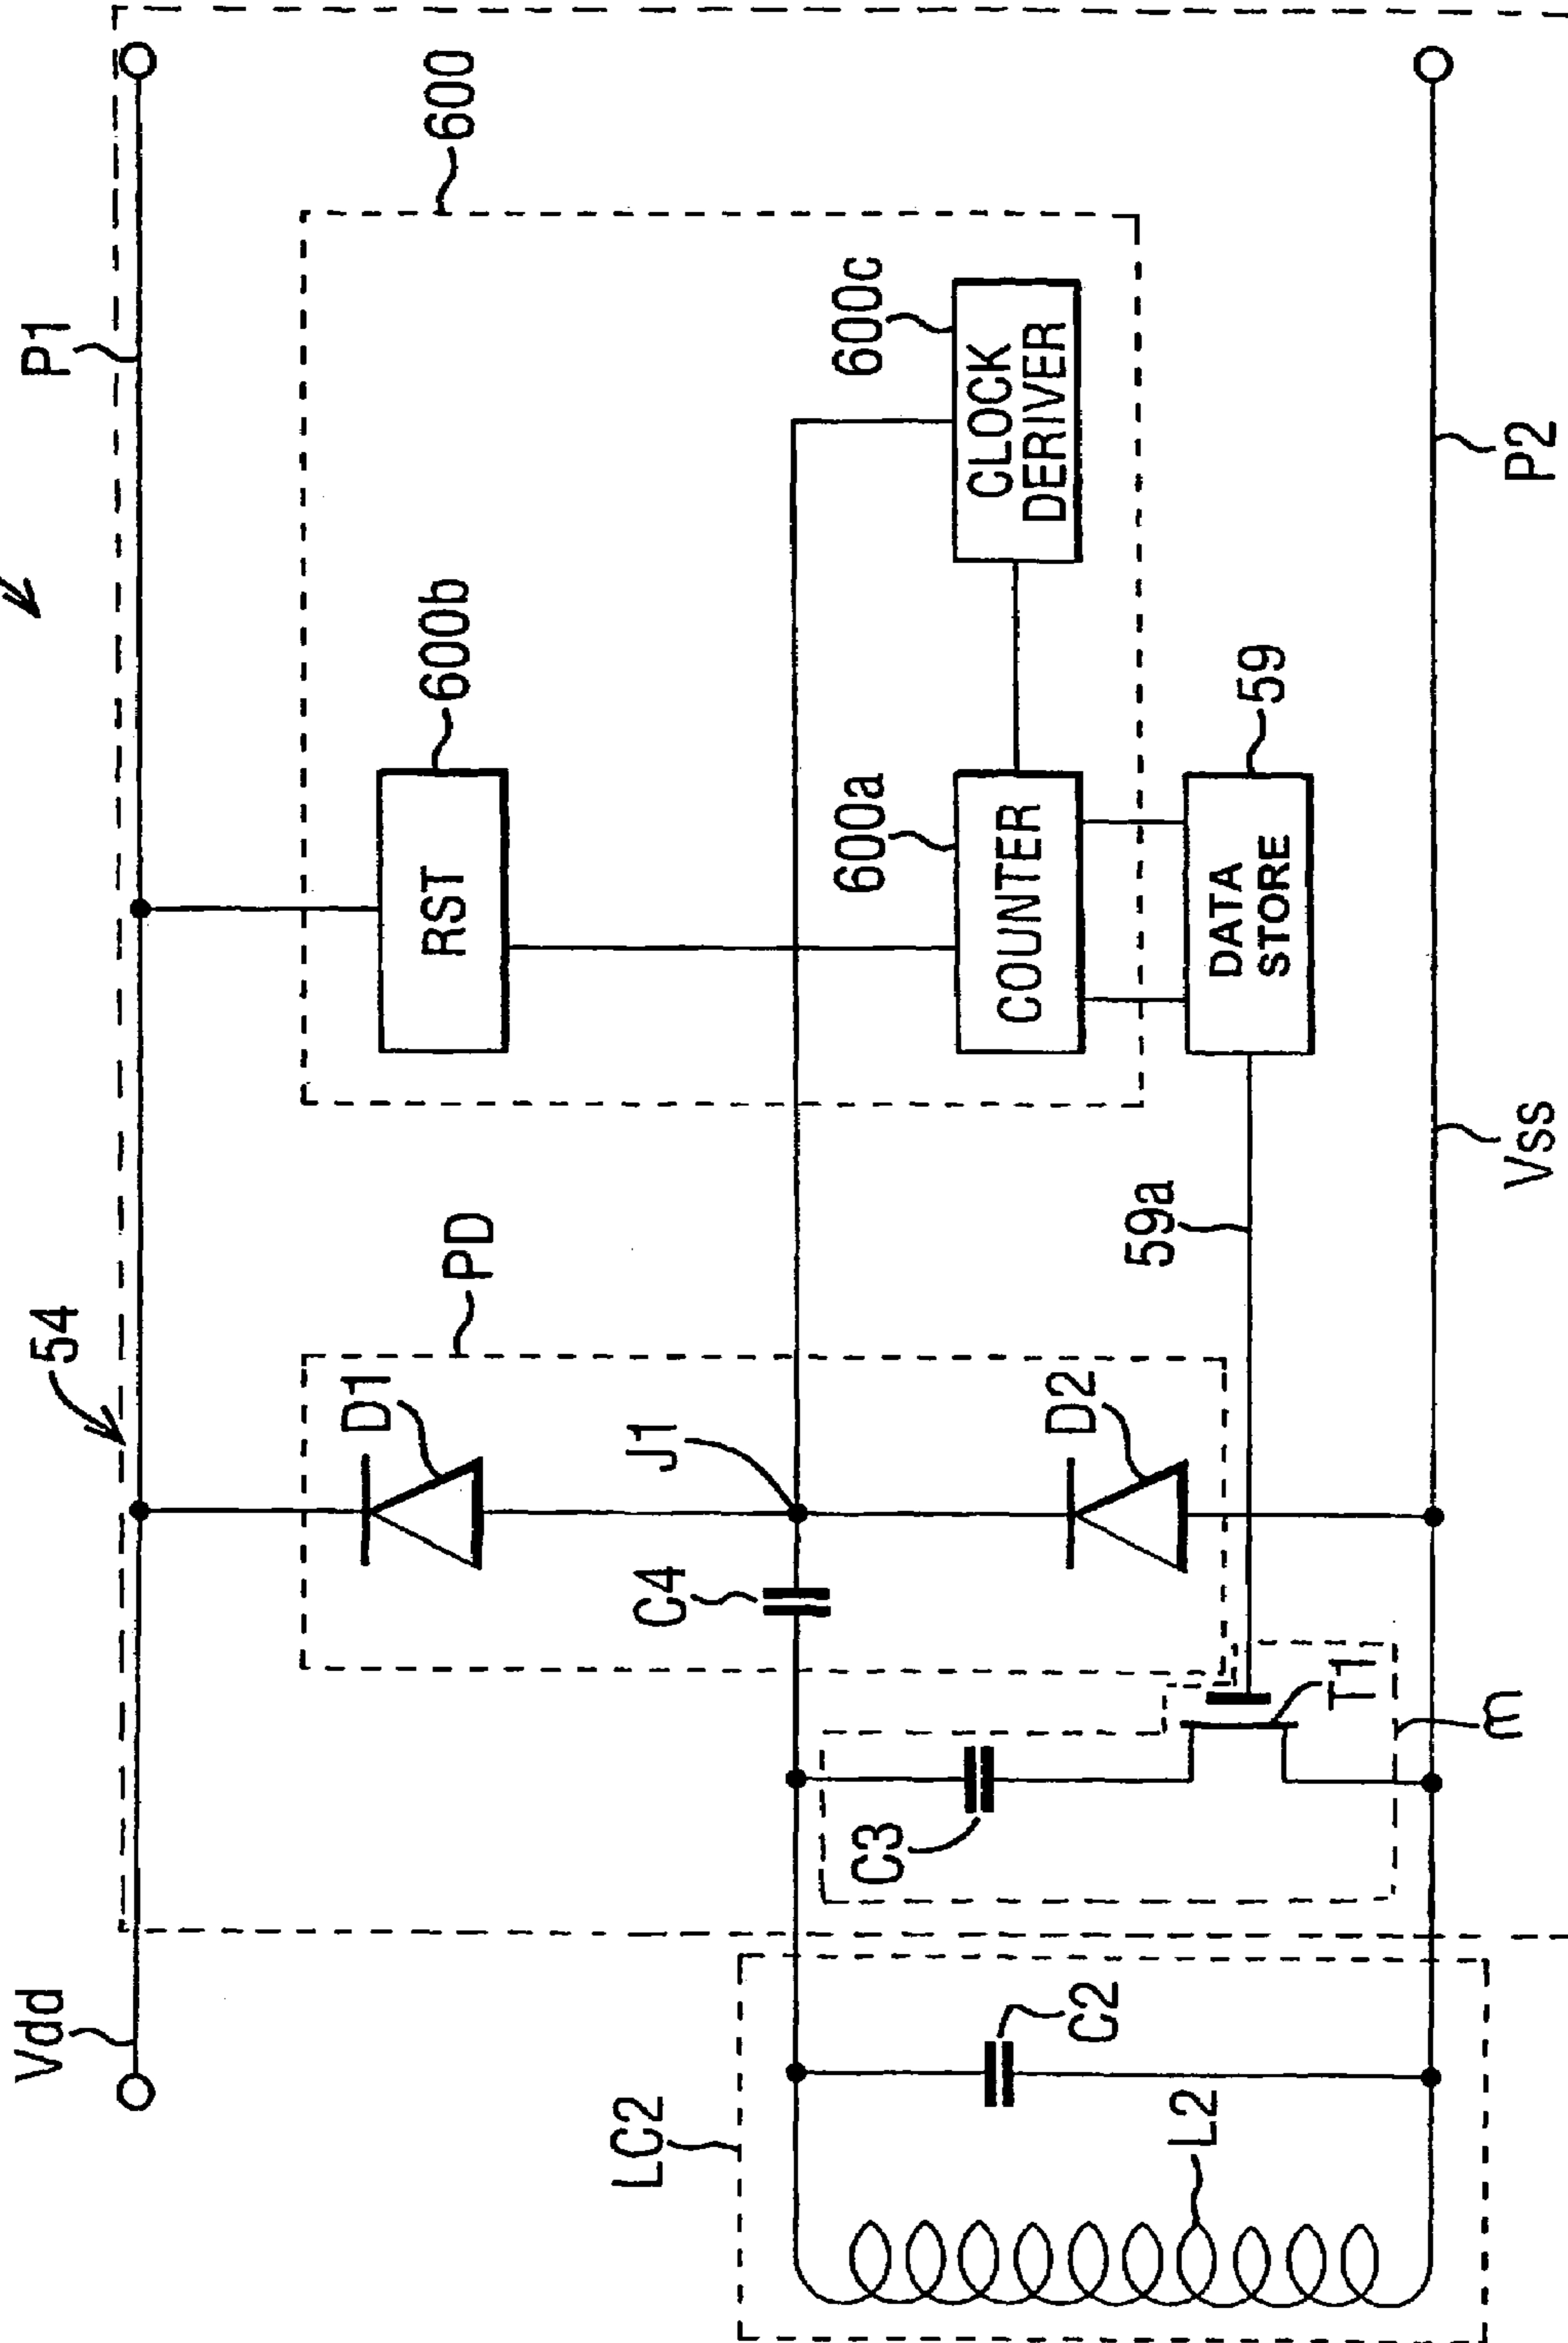 Vdd
54
P1
LC2
PD
D1
600
RST
600b
C4
J1
C3
600a
600c
COUNTER
CLOCK
DERIVER
C2
L2
D2
59a
DATA
STORE
59
T1
m
Vss
P2